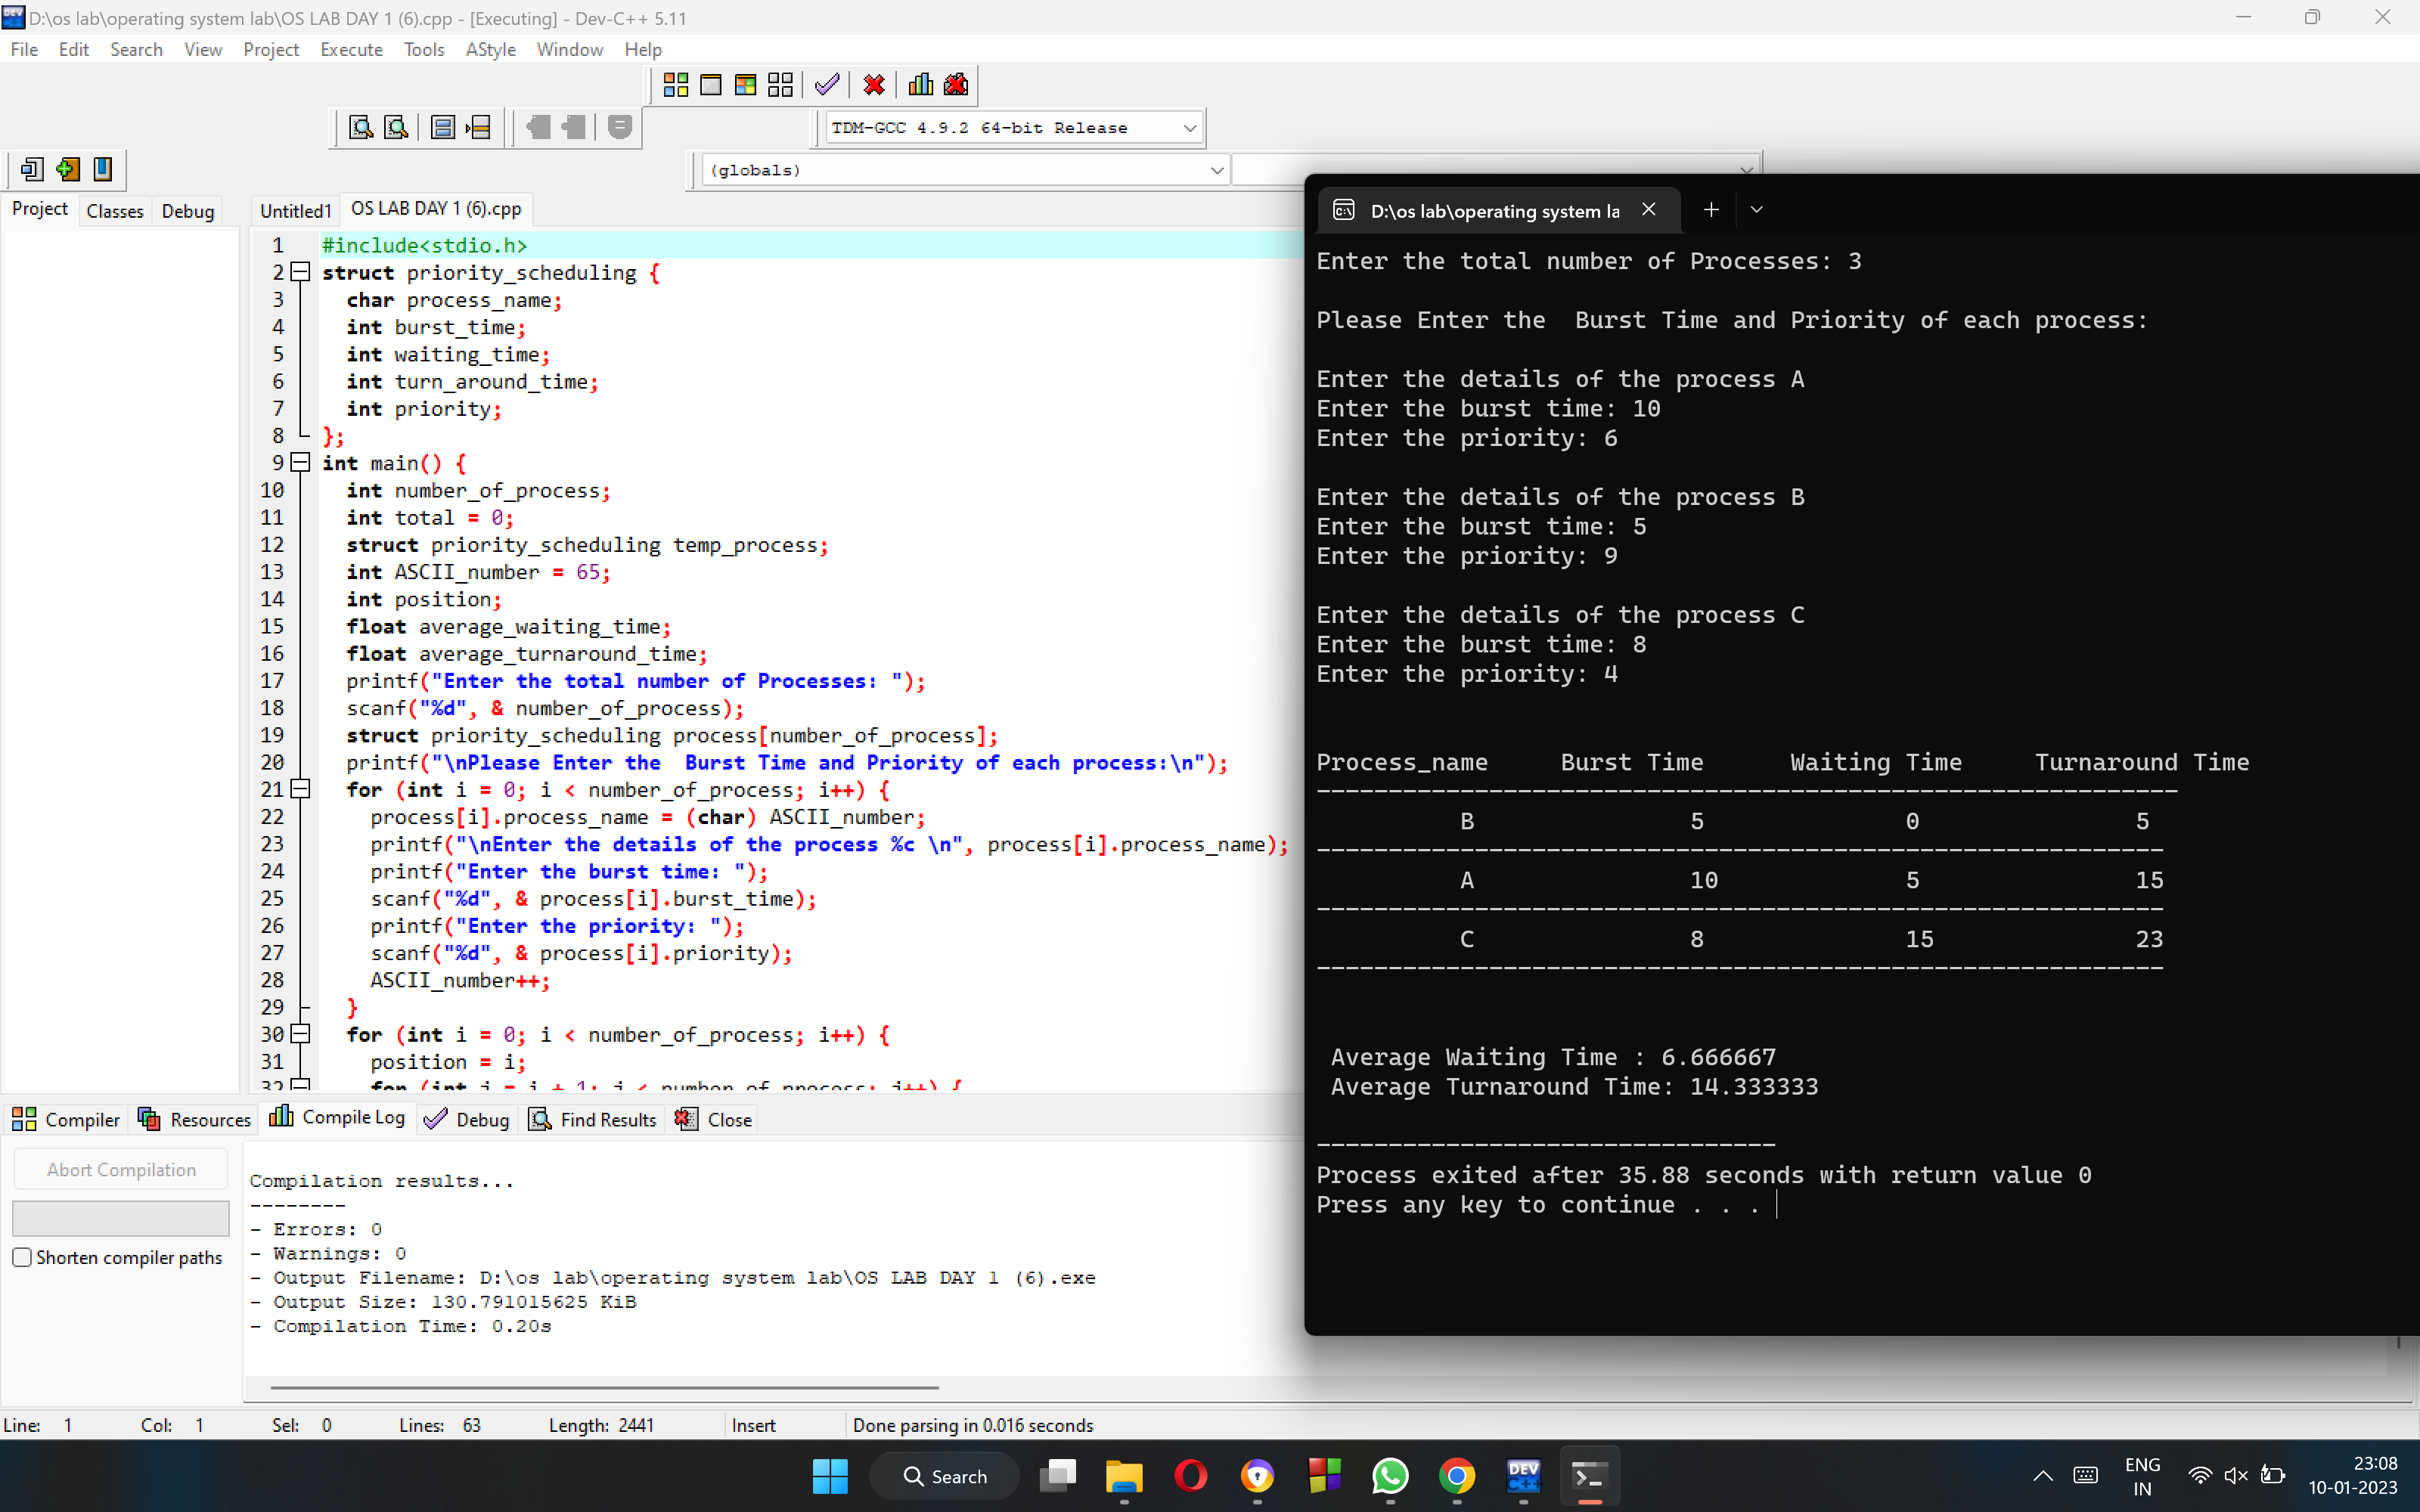 D:\os lab\operating system lab\OS LAB DAY 1 (6).cpp - [Executing] - Dev-C++ 5.11
File Edit Search View Project Execute Tools AStyle Window Help
TDM-GCC 4.9.2 64-bit Release
(globals)
Project Classes Debug
Untitled1 OS LAB DAY 1 (6).cpp
1 #include<stdio.h>
2 struct priority_scheduling {
3 char process_name;
4 int burst_time;
5 int waiting_time;
6 int turn_around_time;
7 int priority;
8 };
9 int main() {
10 int number_of_process;
11 int total = 0;
12 struct priority_scheduling temp_process;
13 int ASCII_number = 65;
14 int position;
15 float average_waiting_time;
16 float average_turnaround_time;
17 printf("Enter the total number of Processes: ");
18 scanf("%d", & number_of_process);
19 struct priority_scheduling process[number_of_process];
20 printf("\nPlease Enter the  Burst Time and Priority of each process:\n");
21 for (int i = 0; i < number_of_process; i++) {
22 process[i].process_name = (char) ASCII_number;
23 printf("\nEnter the details of the process %c \n", process[i].process_name);
24 printf("Enter the burst time: ");
25 scanf("%d", & process[i].burst_time);
26 printf("Enter the priority: ");
27 scanf("%d", & process[i].priority);
28 ASCII_number++;
29 }
30 for (int i = 0; i < number_of_process; i++) {
31 position = i;
32 for (int j = i + 1; j < number_of_process; j++) {
D:\os lab\operating system la
Enter the total number of Processes: 3
Please Enter the  Burst Time and Priority of each process:
Enter the details of the process A
Enter the burst time: 10
Enter the priority: 6
Enter the details of the process B
Enter the burst time: 5
Enter the priority: 9
Enter the details of the process C
Enter the burst time: 8
Enter the priority: 4
Process_name Burst Time Waiting Time Turnaround Time
------------------------------------------------------------
B 5 0 5
-----------------------------------------------------------
A 10 5 15
-----------------------------------------------------------
C 8 15 23
-----------------------------------------------------------
Average Waiting Time : 6.666667
Average Turnaround Time: 14.333333
--------------------------------
Process exited after 35.88 seconds with return value 0
Press any key to continue . . .
Compiler Resources Compile Log Debug Find Results Close
Abort Compilation
Shorten compiler paths
Compilation results...
--------
- Errors: 0
- Warnings: 0
- Output Filename: D:\os lab\operating system lab\OS LAB DAY 1 (6).exe
- Output Size: 130.791015625 KiB
- Compilation Time: 0.20s
Line: 1 Col: 1 Sel: 0 Lines: 63 Length: 2441 Insert Done parsing in 0.016 seconds
Search
DEV C++
ENG
IN
23:08
10-01-2023